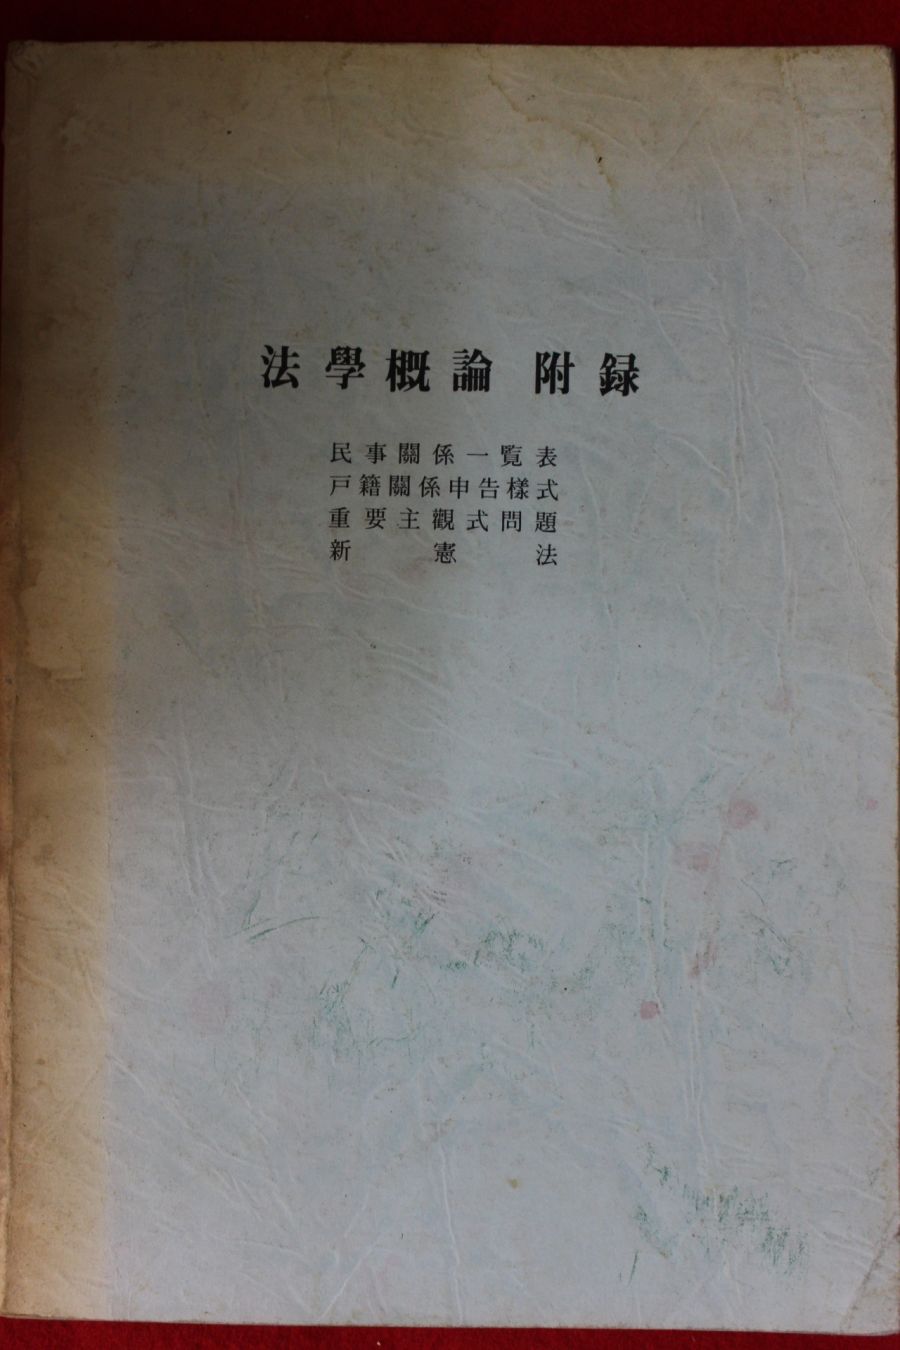 法學概論 附録
民事關係一覽表
戸籍關係申告樣式
重要主觀式問題
新憲法